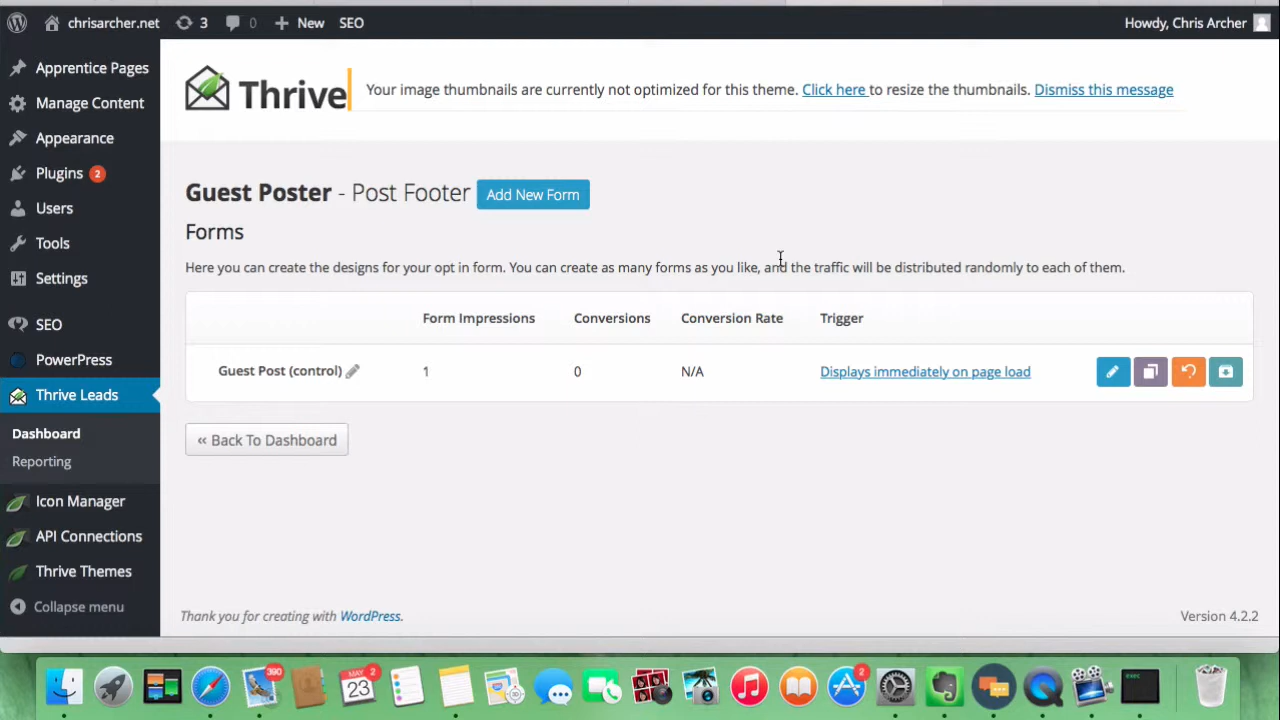 chrisarcher.net 3 0 New SEO Howdy, Chris Archer
Apprentice Pages
Manage Content
Appearance
Plugins 2
Users
Tools
Settings
SEO
PowerPress
Thrive Leads
Dashboard
Reporting
Icon Manager
API Connections
Thrive Themes
Collapse menu
Thrive
Your image thumbnails are currently not optimized for this theme. Click here to resize the thumbnails. Dismiss this message
Guest Poster - Post Footer Add New Form
Forms
Here you can create the designs for your opt in form. You can create as many forms as you like, and the traffic will be distributed randomly to each of them.
Form Impressions Conversions Conversion Rate Trigger
Guest Post (control) 1 0 N/A Displays immediately on page load
« Back To Dashboard
Thank you for creating with WordPress. Version 4.2.2
390
MAY 2
23
2
exec